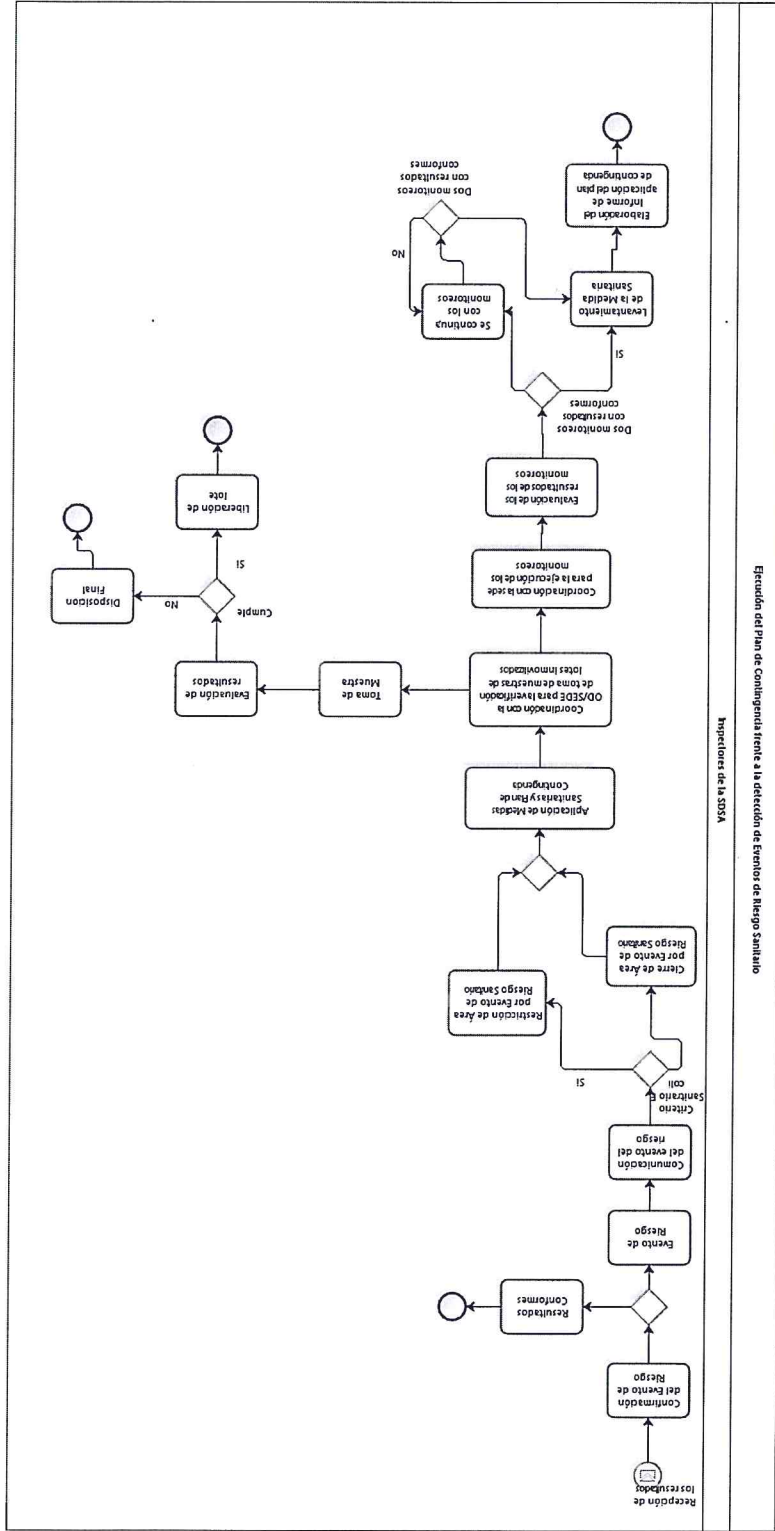 Ejecución del Plan de Contingencia frente a la detección de Eventos de Riesgo Sanitario
Inspectores de la SDSA
Recepción de
los resultados
Confirmación
del Evento de
Riesgo
Resultados
Conformes
Evento de
Riesgo
Comunicación
del evento del
riesgo
Criterio
Sanitrario E
coli
Si
Restricción de Área
por Evento de
Riesgo Sanitario
Cierre de Área
por Evento de
Riesgo Sanitario
Aplicación de Medidas
Sanitarias y Plan de
Contingenda
Coordinación con la
OD/SEDE para la verificación
de toma de muestras de
lotes inmovilizados
Toma de
Muestra
Evaluación de
resultados
Cumple
No
Disposicion
Final
Si
Liberación de
lote
Coordinación con la sede
para la ejecución de los
monitoreos
Evaluación de los
resultados de los
monitoreos
Dos monitoreos
con resultados
conformes
Si
Se continua
con los
monitoreos
No
Dos monitoreos
con resultados
conformes
Levantamiento
de la Medida
Sanitaria
Elaboración del
Informe de
aplicación del plan
de contingenda